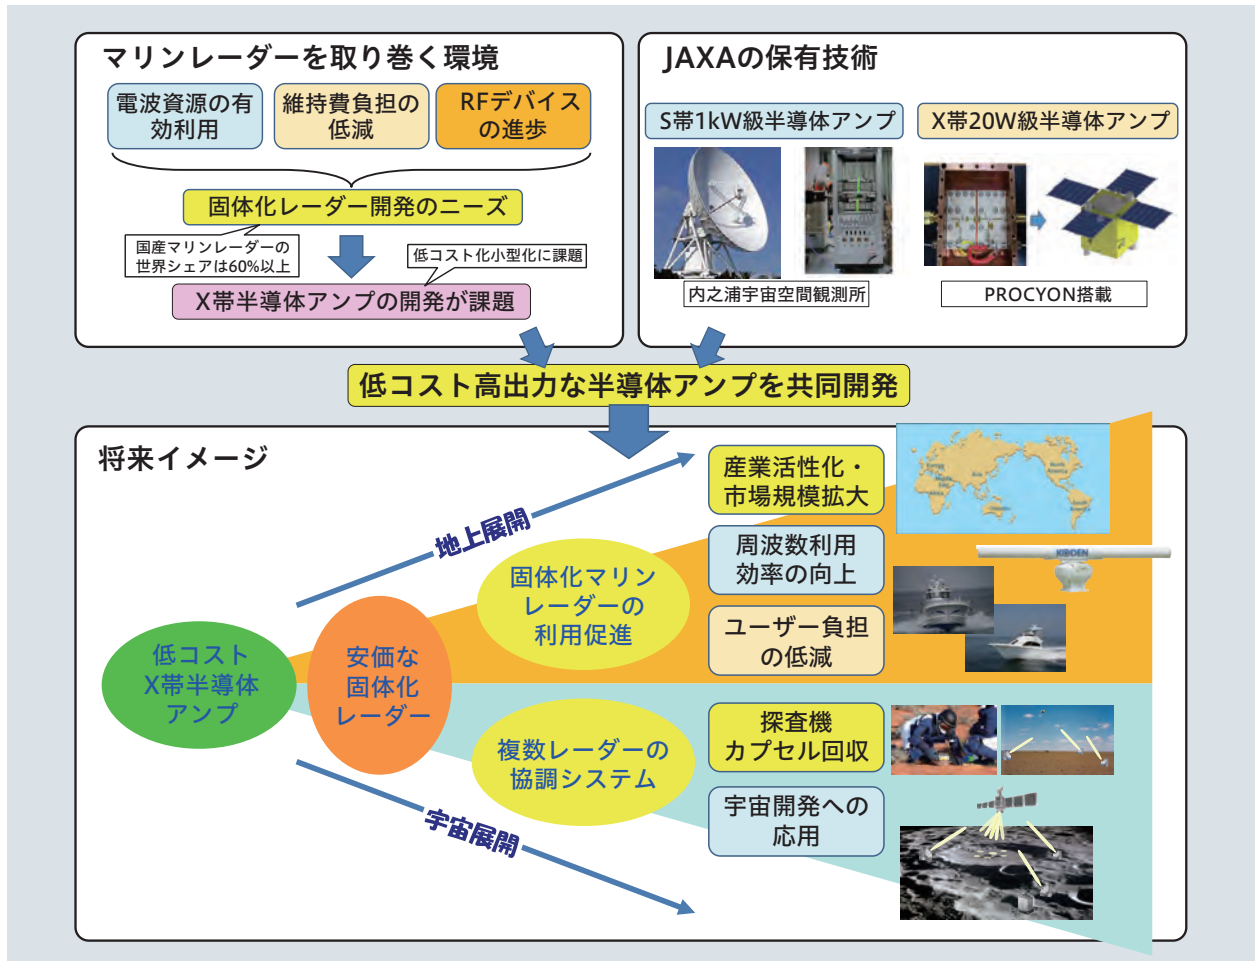 マリンレーダーを取り巻く環境
電波資源の有
効利用
維持費負担の
低減
RFデバイス
の進歩
固体化レーダー開発のニーズ
国産マリンレーダーの
世界シェアは60%以上
低コスト化小型化に課題
X帯半導体アンプの開発が課題
JAXAの保有技術
S帯1kW級半導体アンプ
X帯20W級半導体アンプ
内之浦宇宙空間観測所
PROCYON搭載
低コスト高出力な半導体アンプを共同開発
将来イメージ
地上展開
宇宙展開
低コスト
X帯半導体
アンプ
安価な
固体化
レーダー
固体化マリン
レーダーの
利用促進
複数レーダーの
協調システム
産業活性化・
市場規模拡大
周波数利用
効率の向上
ユーザー負担
の低減
探査機
カプセル回収
宇宙開発への
応用
Asia
Africa
North
America
South
America
KODEN